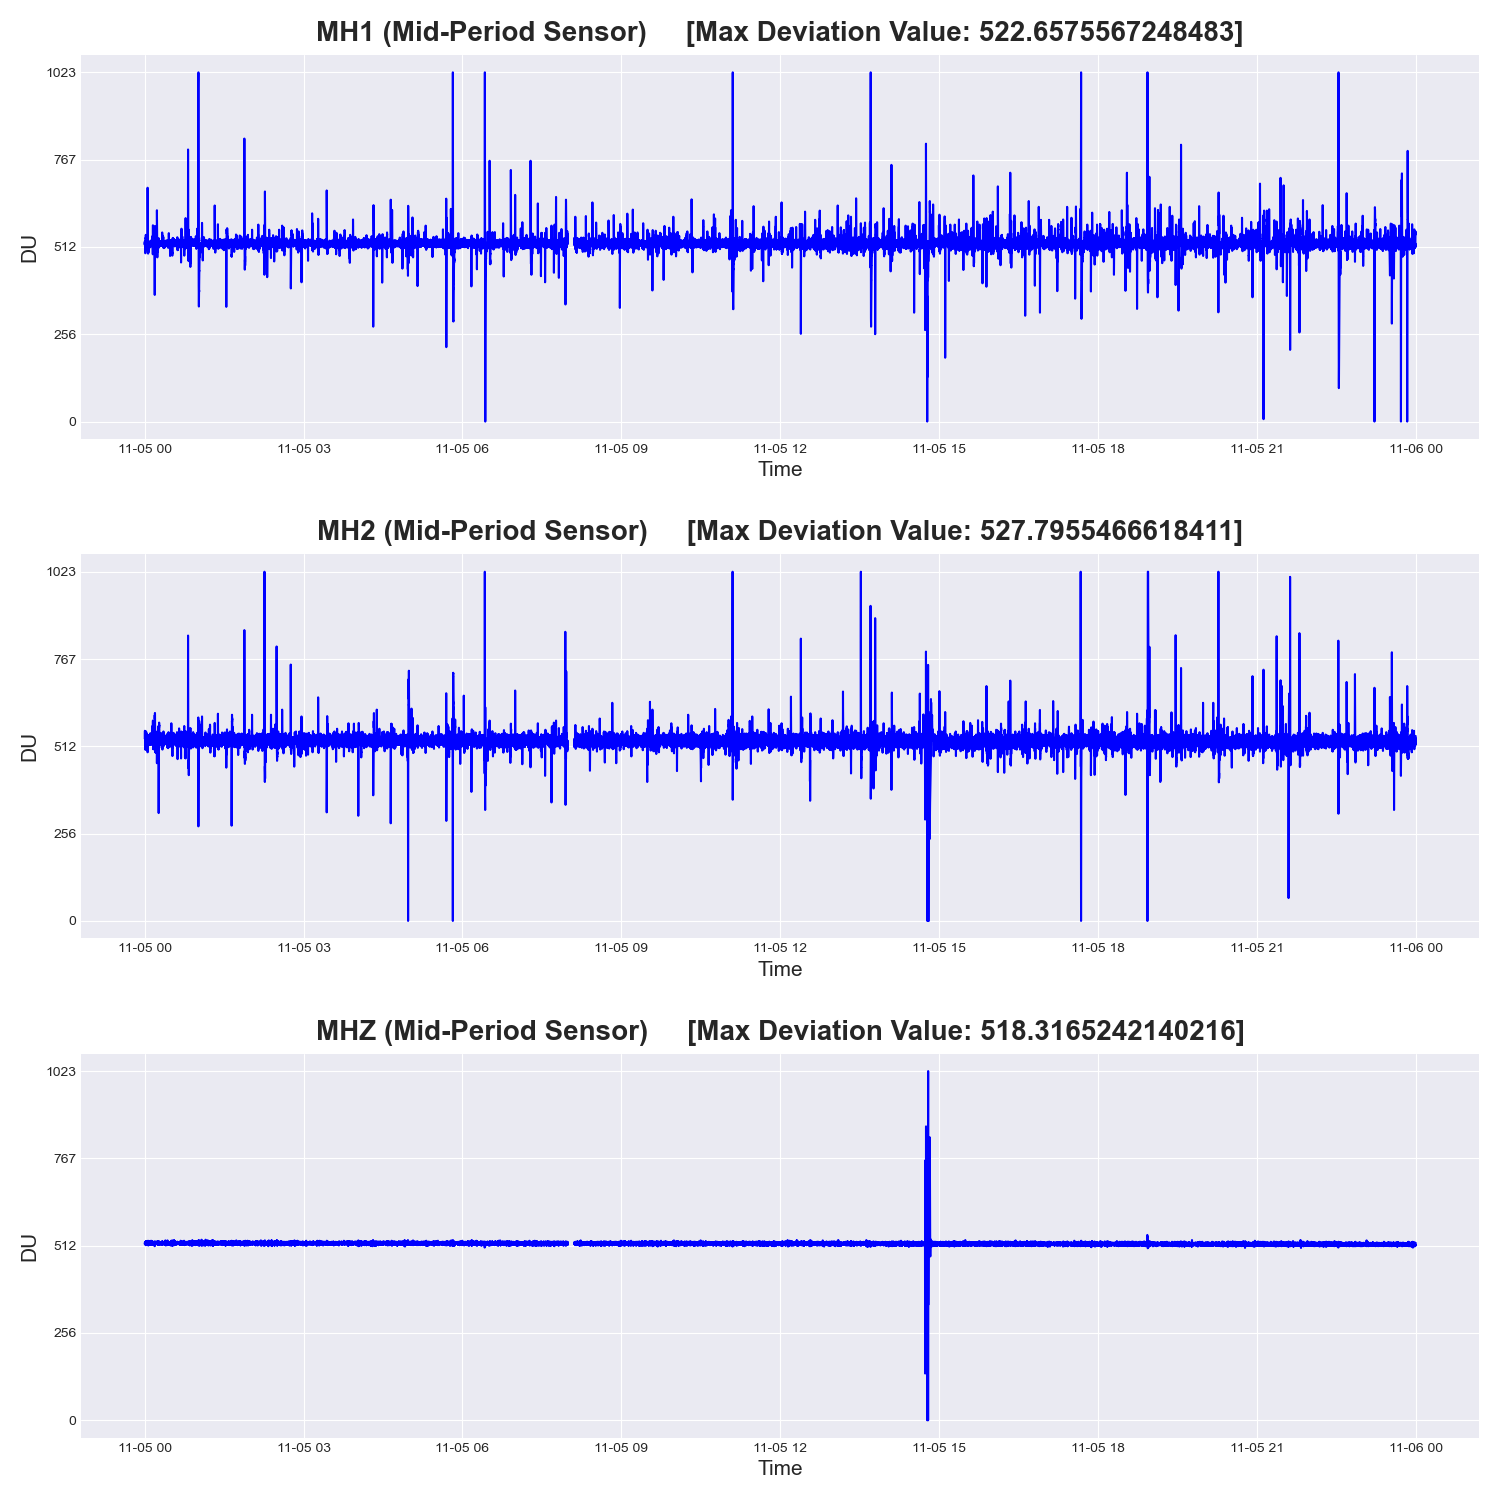 MH1 (Mid-Period Sensor) [Max Deviation Value: 522.6575567248483]
1023
767
512
256
0
DU
11-05 00 11-05 03 11-05 06 11-05 09 11-05 12 11-05 15 11-05 18 11-05 21 11-06 00
Time
MH2 (Mid-Period Sensor) [Max Deviation Value: 527.7955466618411]
1023
767
512
256
0
DU
11-05 00 11-05 03 11-05 06 11-05 09 11-05 12 11-05 15 11-05 18 11-05 21 11-06 00
Time
MHZ (Mid-Period Sensor) [Max Deviation Value: 518.3165242140216]
1023
767
512
256
0
DU
11-05 00 11-05 03 11-05 06 11-05 09 11-05 12 11-05 15 11-05 18 11-05 21 11-06 00
Time